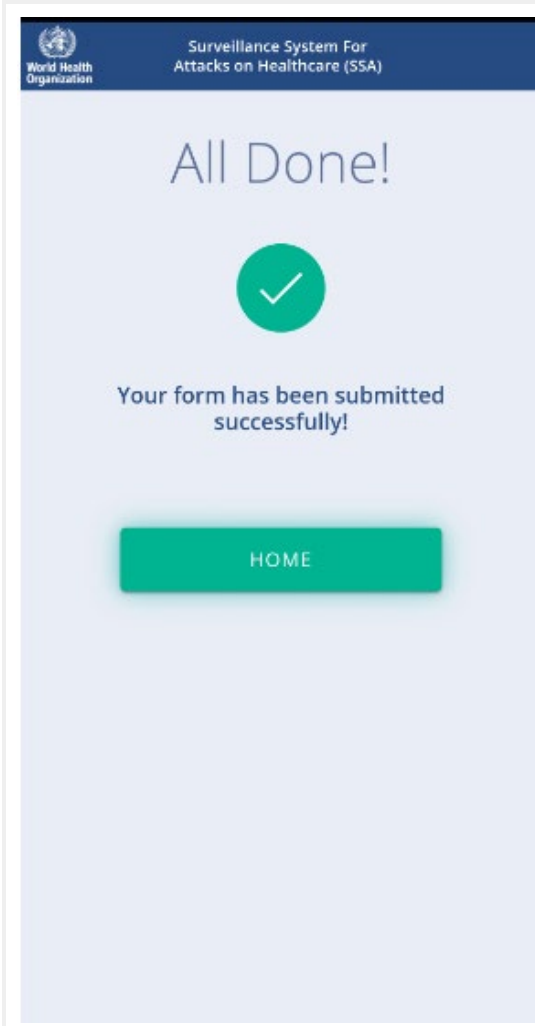 World Health
Organization
Surveillance System For
Attacks on Healthcare (SSA)
All Done!
Your form has been submitted
successfully!
HOME